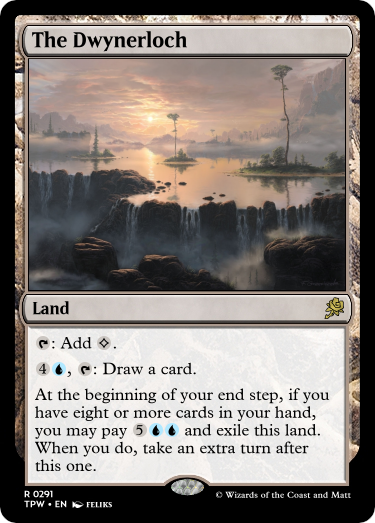 The Dwynerloch
Land
: Add .
4 , : Draw a card.
At the beginning of your end step, if you
have eight or more cards in your hand,
you may pay 5 and exile this land.
When you do, take an extra turn after
this one.
R 0291
TPW • EN FELIKS
© Wizards of the Coast and Matt